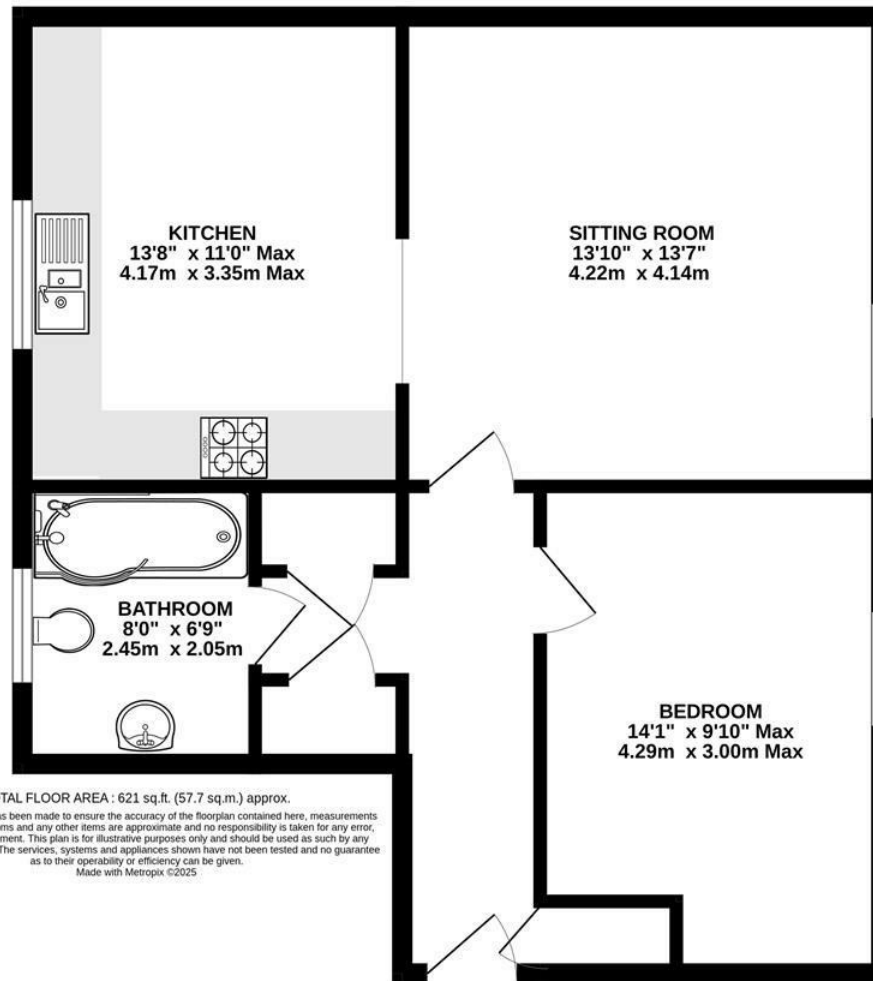 KITCHEN
13'8" x 11'0" Max
4.17m x 3.35m Max
SITTING ROOM
13'10" x 13'7"
4.22m x 4.14m
BATHROOM
8'0" x 6'9"
2.45m x 2.05m
BEDROOM
14'1" x 9'10" Max
4.29m x 3.00m Max
FLOOR AREA : 621 sq.ft. (57.7 sq.m.) approx.
been made to ensure the accuracy of the floorplan contained here, measurements
and any other items are approximate and no responsibility is taken for any error,
This plan is for illustrative purposes only and should be used as such by any
The services, systems and appliances shown have not been tested and no guarantee
as to their operability or efficiency can be given.
Made with Metropix ©2025